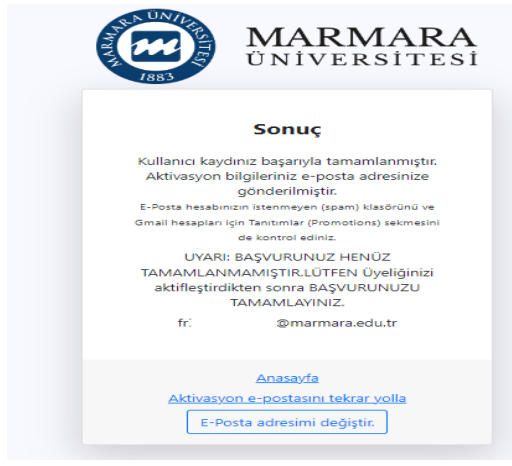 MARMARA ÜNİVERSİTESİ
1883
MARMARA
ÜNİVERSİTESİ
Sonuç
Kullanıcı kaydınız başarıyla tamamlanmıştır.
Aktivasyon bilgileriniz e-posta adresinize
gönderilmiştir.
E-Posta hesabınızın istenmeyen (spam) klasörünü ve
Gmail hesapları için Tanıtımlar (Promotions) sekmesini
de kontrol ediniz.
UYARI: BAŞVURUNUZ HENÜZ
TAMAMLANMAMIŞTIR.LÜTFEN Üyeliğinizi
aktifleştirdikten sonra BAŞVURUNUZU
TAMAMLAYINIZ.
fr: @marmara.edu.tr
Anasayfa
Aktivasyon e-postasını tekrar yolla
E-Posta adresimi değiştir.